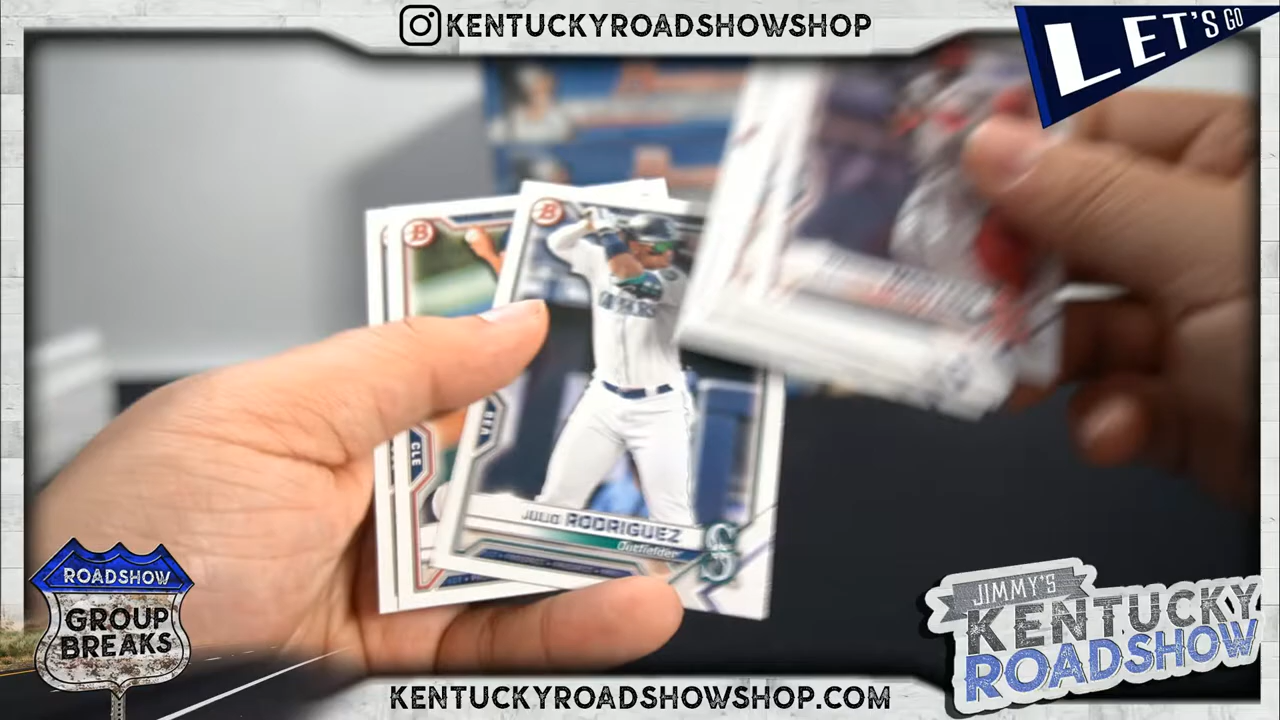 KENTUCKYROADSHOWSHOP
LET'S GO
B
B
CLE
JULIO RODRIGUEZ
Outfielder
S
ROADSHOW
GROUP
BREAKS
JIMMY'S
KENTUCKY
ROADSHOW
KENTUCKYROADSHOWSHOP.COM